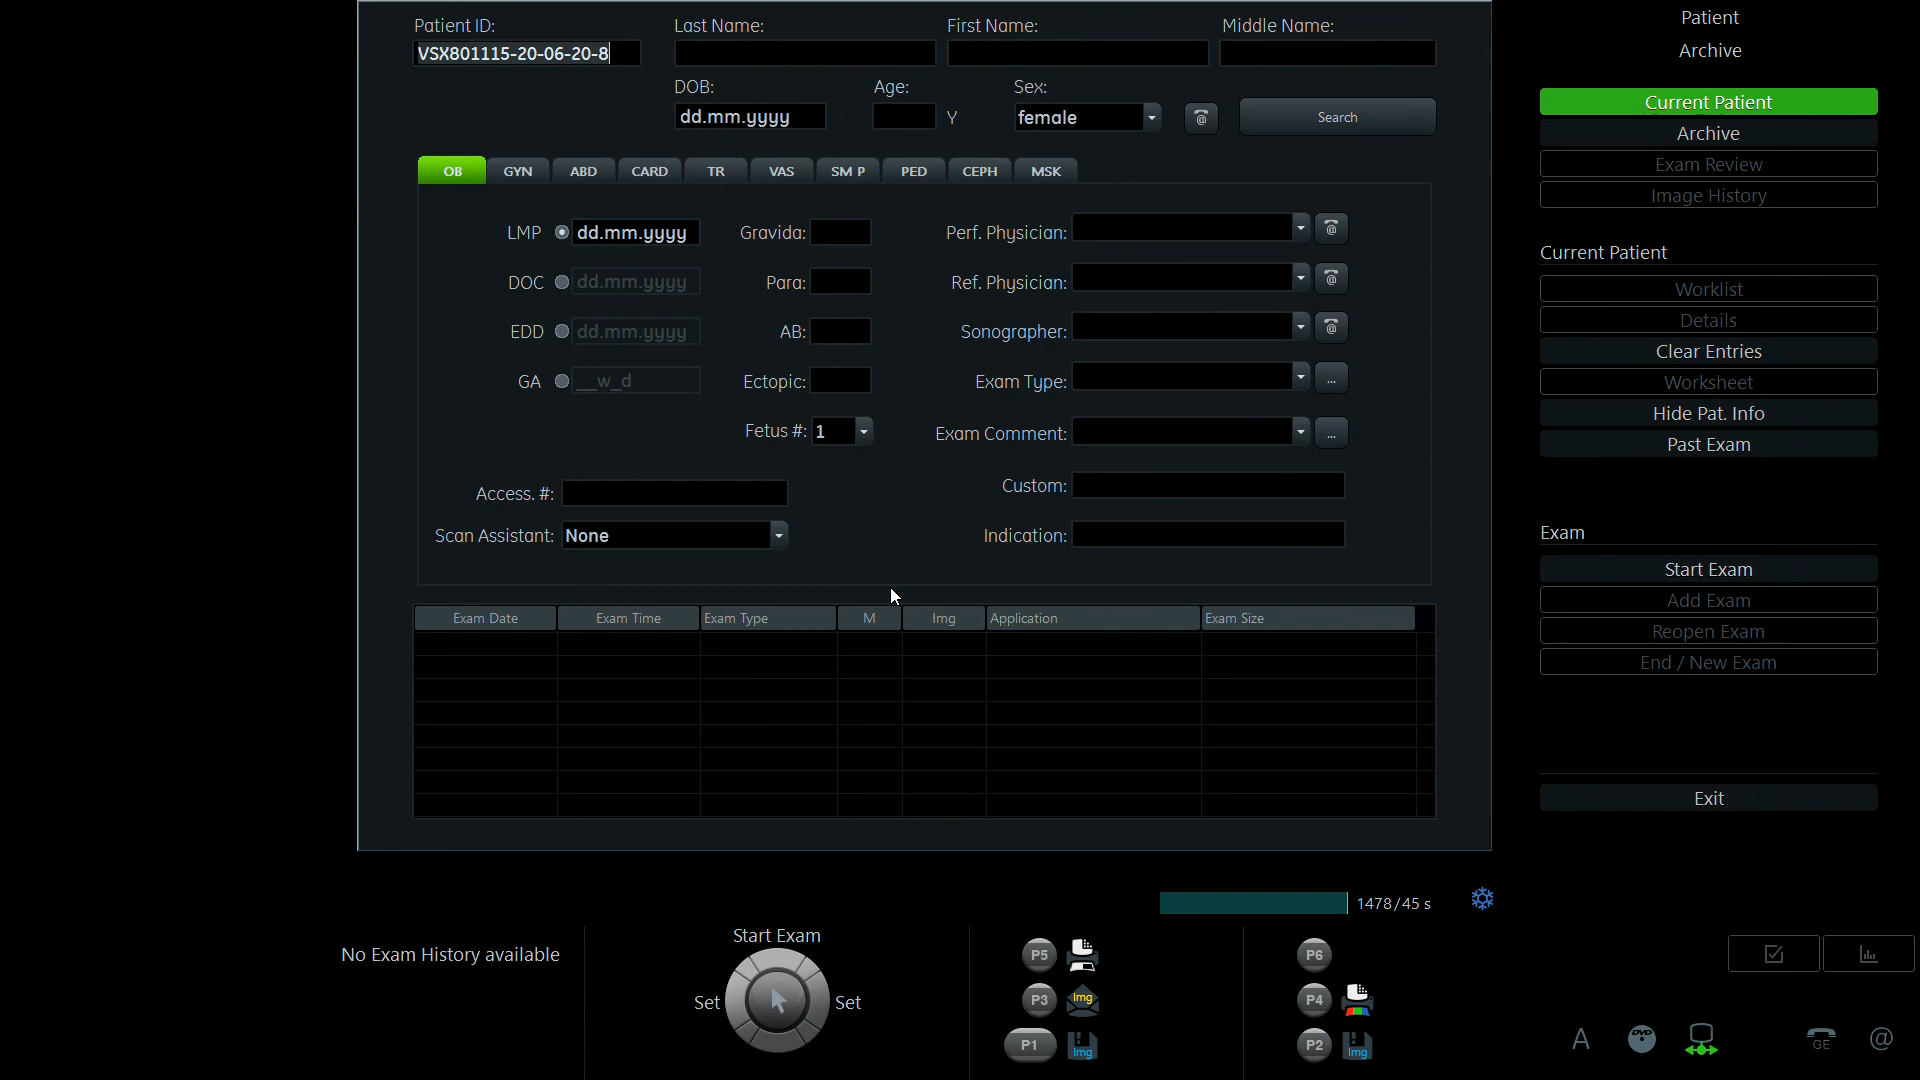 Patient ID: Last Name: First Name: Middle Name:
VSX801115-20-06-20-8
DOB: Age: Sex:
dd.mm.yyyy Y female @ Search
OB GYN ABD CARD TR VAS SM P PED CEPH MSK
LMP dd.mm.yyyy Gravida: Perf. Physician: @
DOC dd.mm.yyyy Para: Ref. Physician: @
EDD dd.mm.yyyy AB: Sonographer: @
GA __w_d Ectopic: Exam Type: ...
Fetus #: 1 Exam Comment: ...
Access. #: Custom:
Scan Assistant: None Indication:
Exam Date Exam Time Exam Type M Img Application Exam Size
Patient
Archive
Current Patient
Archive
Exam Review
Image History
Current Patient
Worklist
Details
Clear Entries
Worksheet
Hide Pat. Info
Past Exam
Exam
Start Exam
Add Exam
Reopen Exam
End / New Exam
Exit
1478/45 s
No Exam History available
Start Exam
Set Set
P5 P6
P3 Img P4
P1 Img P2 Img
A DVD GE @